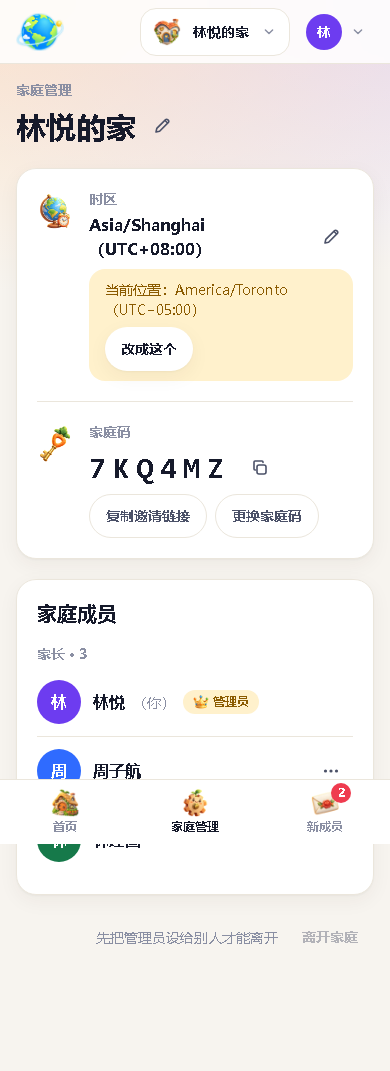 林悦的家
林
家庭管理
林悦的家
时区
Asia/Shanghai
（UTC+08:00）
当前位置：America/Toronto
（UTC−05:00）
改成这个
家庭码
7KQ4MZ
复制邀请链接
更换家庭码
家庭成员
家长 • 3
林
林悦
（你）
管理员
周
周子航
2
首页
家庭管理
新成员
先把管理员设给别人才能离开
离开家庭